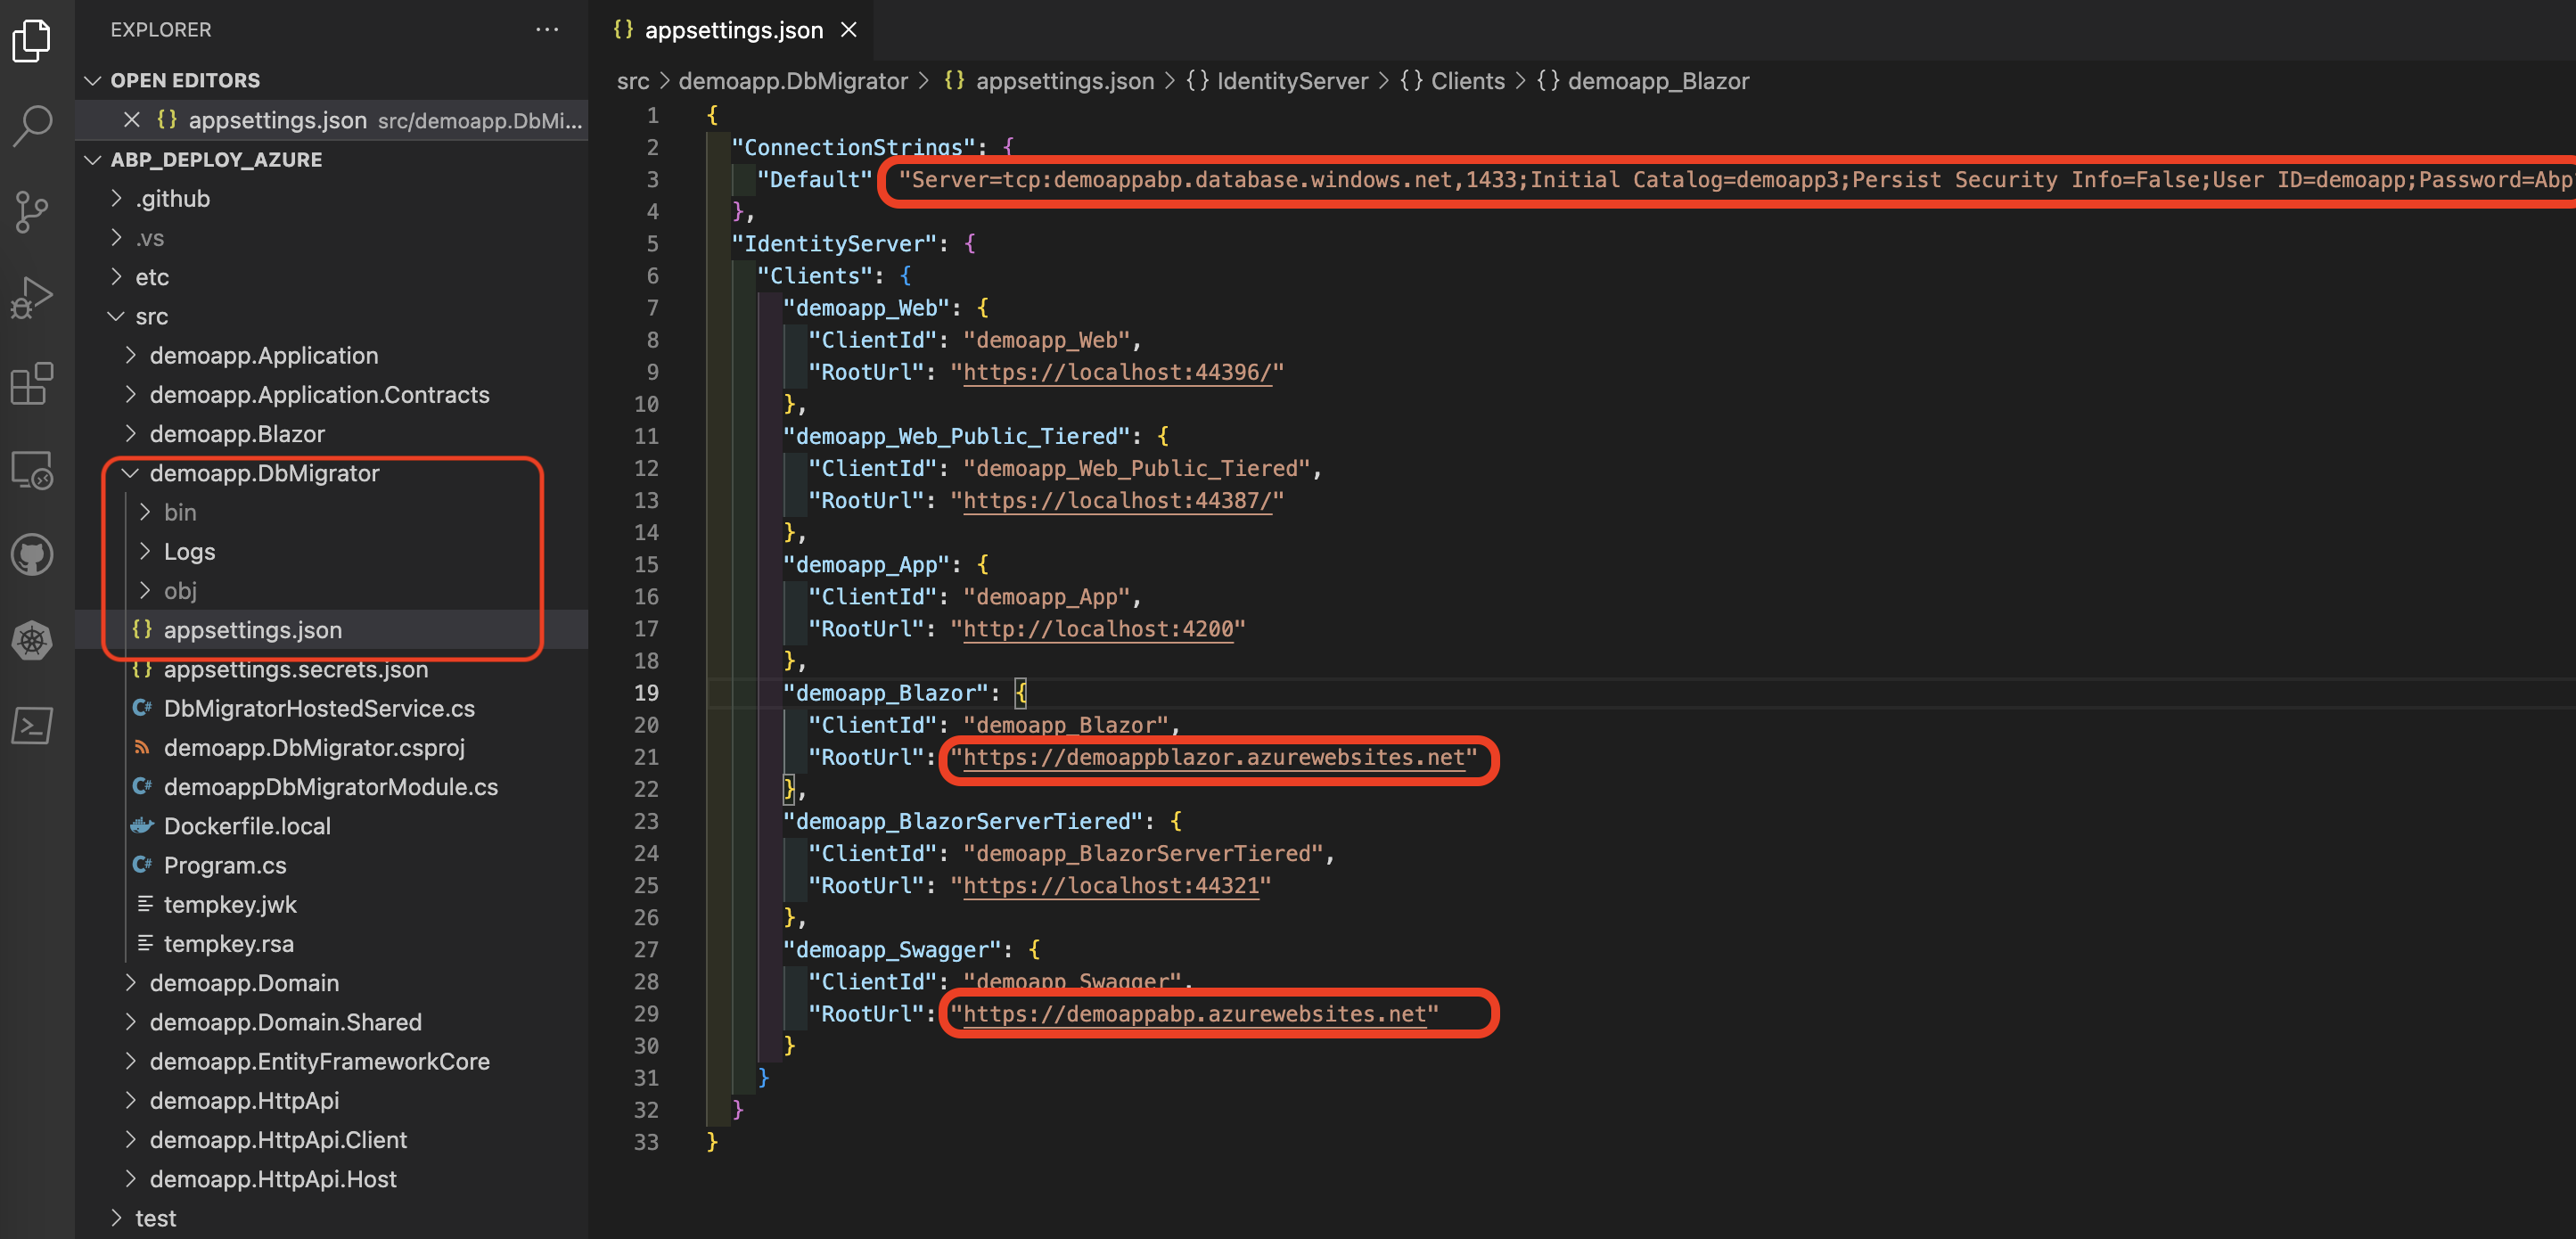 EXPLORER
OPEN EDITORS
appsettings.json src/demoapp.DbMi...
ABP_DEPLOY_AZURE
.github
.vs
etc
src
demoapp.Application
demoapp.Application.Contracts
demoapp.Blazor
demoapp.DbMigrator
bin
Logs
obj
{} appsettings.json
{} appsettings.secrets.json
C# DbMigratorHostedService.cs
demoapp.DbMigrator.csproj
C# demoappDbMigratorModule.cs
Dockerfile.local
C# Program.cs
tempkey.jwk
tempkey.rsa
demoapp.Domain
demoapp.Domain.Shared
demoapp.EntityFrameworkCore
demoapp.HttpApi
demoapp.HttpApi.Client
demoapp.HttpApi.Host
test
{} appsettings.json
src > demoapp.DbMigrator > {} appsettings.json > {} IdentityServer > {} Clients > {} demoapp_Blazor
1 {
2 "ConnectionStrings": {
3 "Default" "Server=tcp:demoappabp.database.windows.net,1433;Initial Catalog=demoapp3;Persist Security Info=False;User ID=demoapp;Password=Abp
4 },
5 "IdentityServer": {
6 "Clients": {
7 "demoapp_Web": {
8 "ClientId": "demoapp_Web",
9 "RootUrl": "https://localhost:44396/"
10 },
11 "demoapp_Web_Public_Tiered": {
12 "ClientId": "demoapp_Web_Public_Tiered",
13 "RootUrl": "https://localhost:44387/"
14 },
15 "demoapp_App": {
16 "ClientId": "demoapp_App",
17 "RootUrl": "http://localhost:4200"
18 },
19 "demoapp_Blazor": {
20 "ClientId": "demoapp_Blazor",
21 "RootUrl": "https://demoappblazor.azurewebsites.net"
22 },
23 "demoapp_BlazorServerTiered": {
24 "ClientId": "demoapp_BlazorServerTiered",
25 "RootUrl": "https://localhost:44321"
26 },
27 "demoapp_Swagger": {
28 "ClientId": "demoapp_Swagger",
29 "RootUrl": "https://demoappabp.azurewebsites.net"
30 }
31 }
32 }
33 }